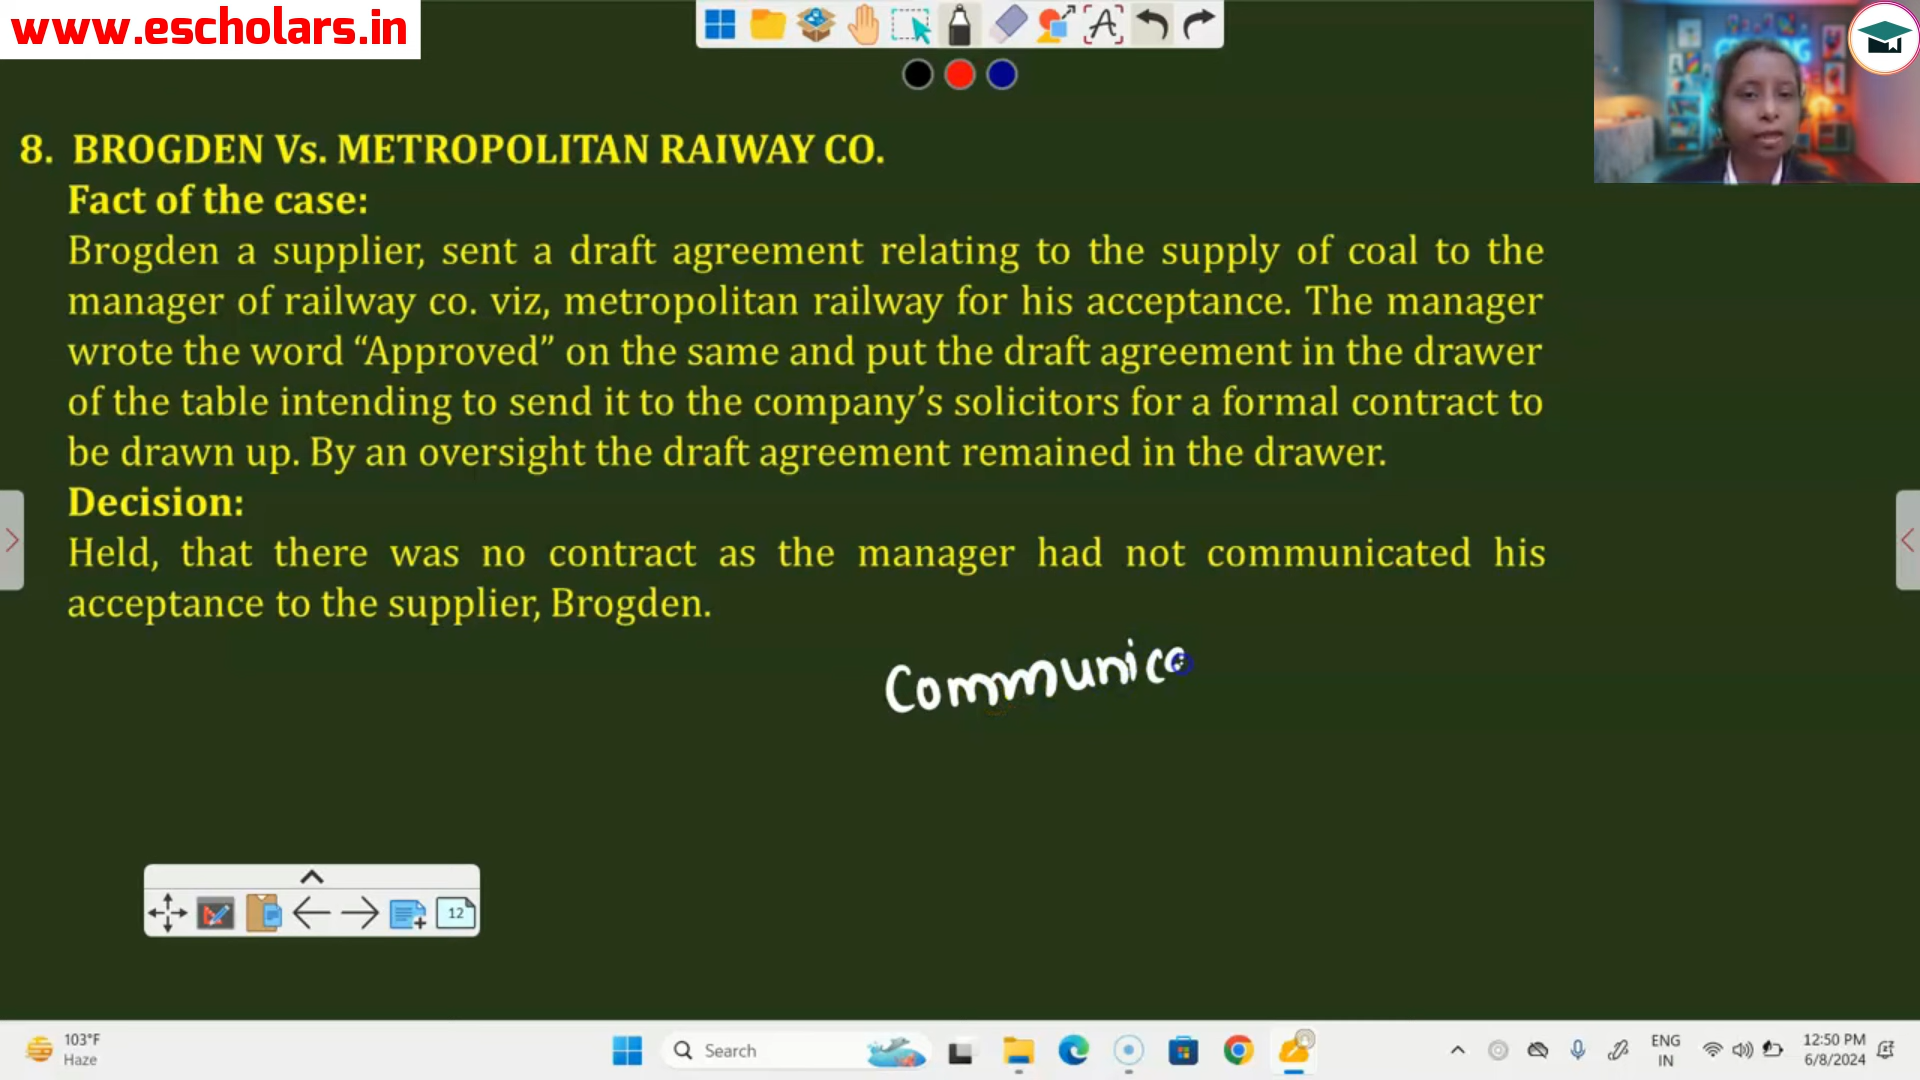 www.escholars.in
8. BROGDEN Vs. METROPOLITAN RAIWAY CO.
Fact of the case:
Brogden a supplier, sent a draft agreement relating to the supply of coal to the
manager of railway co. viz, metropolitan railway for his acceptance. The manager
wrote the word “Approved” on the same and put the draft agreement in the drawer
of the table intending to send it to the company’s solicitors for a formal contract to
be drawn up. By an oversight the draft agreement remained in the drawer.
Decision:
Held, that there was no contract as the manager had not communicated his
acceptance to the supplier, Brogden.
Communica
12
103°F
Haze
Search
ENG
IN
12:50 PM
6/8/2024